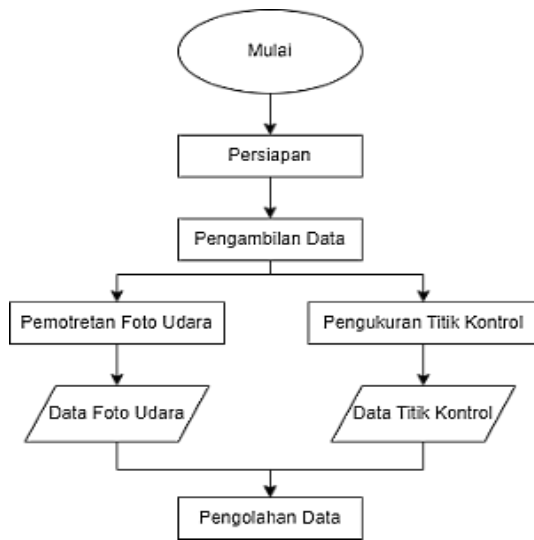 Mulai
Persiapan
Pengambilan Data
Pemotretan Foto Udara
Pengukuran Titik Kontrol
Data Foto Udara
Data Titik Kontrol
Pengolahan Data